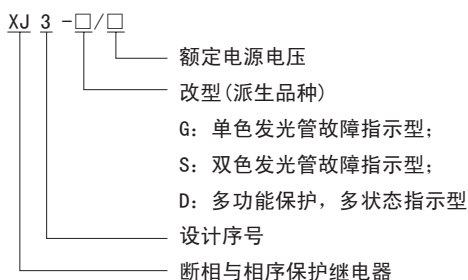 XJ 3 -□/□
额定电源电压
改型(派生品种)
G: 单色发光管故障指示型;
S: 双色发光管故障指示型;
D: 多功能保护, 多状态指示型
设计序号
断相与相序保护继电器